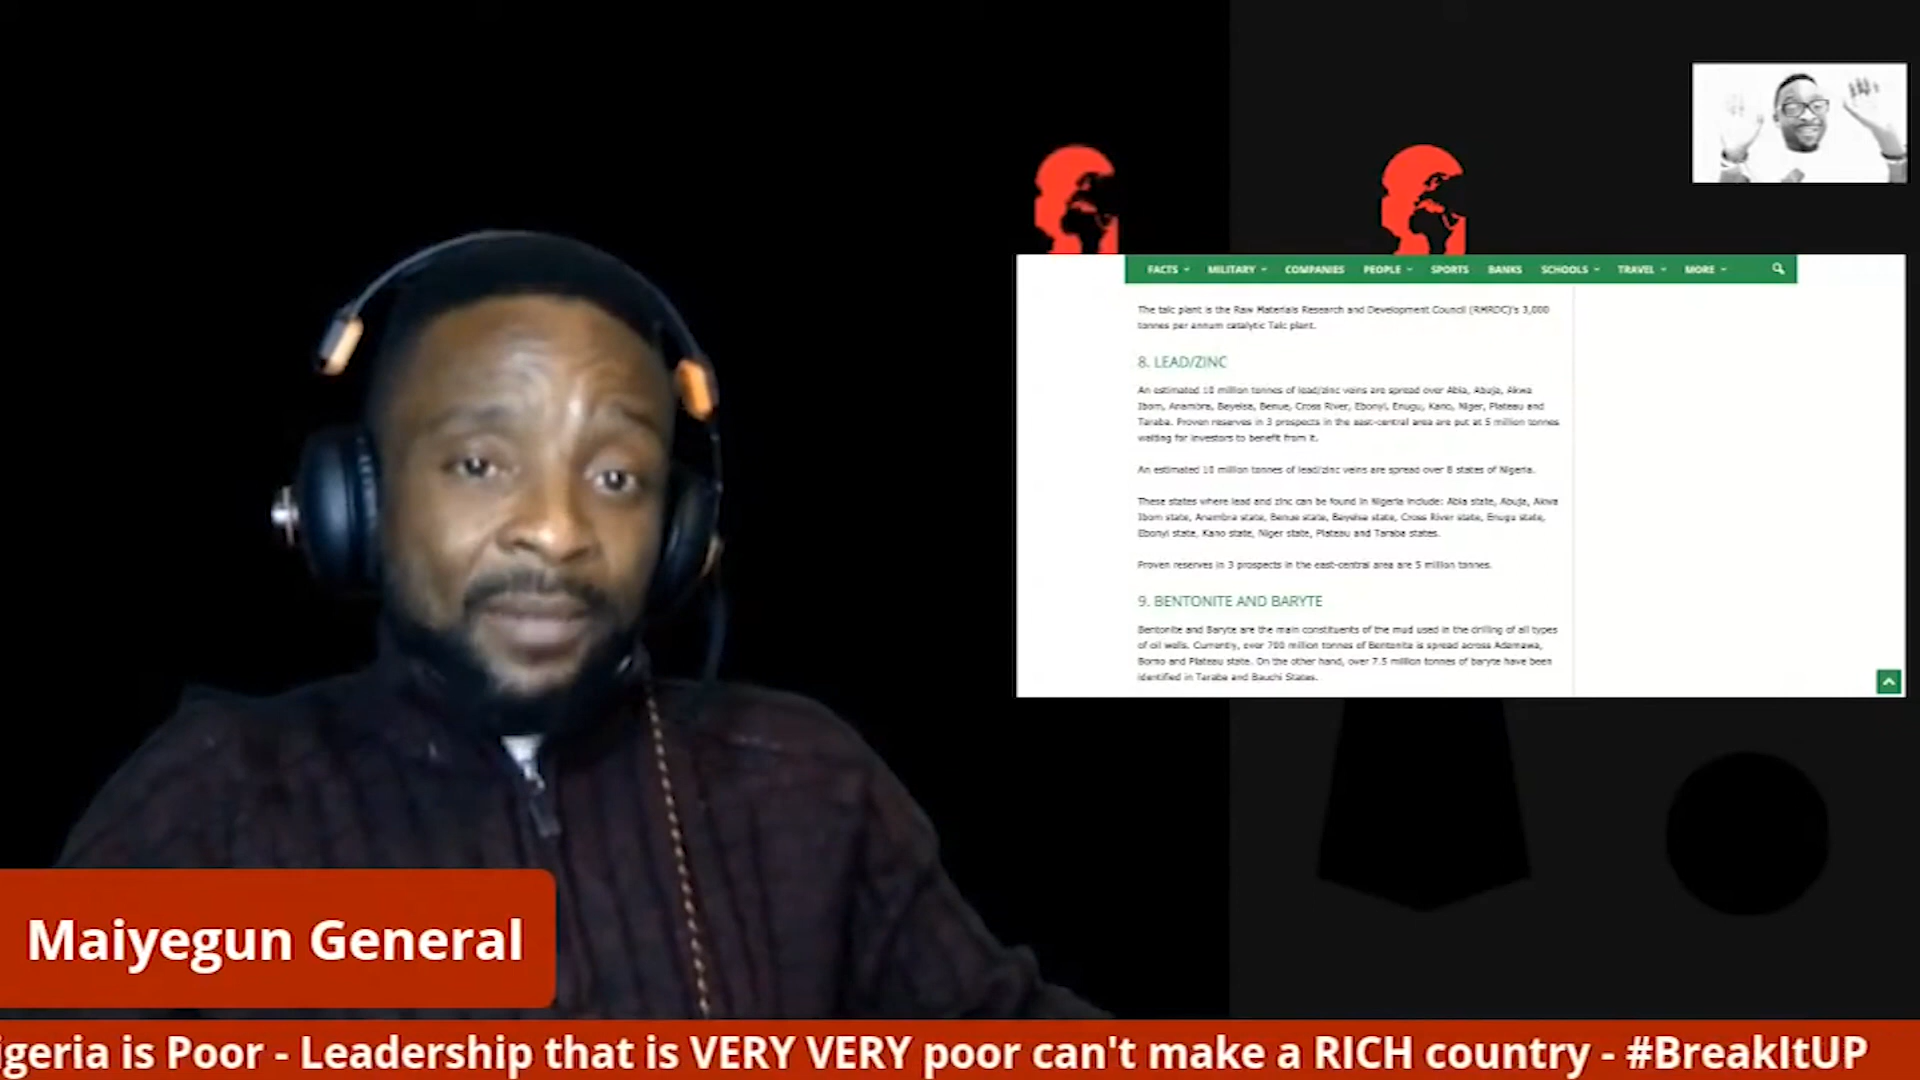 FACTS MILITARY COMPANIES PEOPLE SPORTS BANKS SCHOOLS TRAVEL MORE
The talc plant is the Raw Materials Research and Development Council (RMRDC)'s 3,000
tonnes per annum catalytic Talc plant.
8. LEAD/ZINC
An estimated 10 million tonnes of lead/zinc veins are spread over Abia, Abuja, Akwa
Ibom, Anambra, Bayelsa, Benue, Cross River, Ebonyi, Enugu, Kano, Niger, Plateau and
Taraba. Proven reserves in 3 prospects in the east-central area are put at 5 million tonnes
waiting for investors to benefit from it.
An estimated 10 million tonnes of lead/zinc veins are spread over 8 states of Nigeria.
These states where lead and zinc can be found in Nigeria include: Abia state, Abuja, Akwa
Ibom state, Anambra state, Benue state, Bayelsa state, Cross River state, Enugu state,
Ebonyi state, Kano state, Niger state, Plateau and Taraba states.
Proven reserves in 3 prospects in the east-central area are 5 million tonnes.
9. BENTONITE AND BARYTE
Bentonite and Baryte are the main constituents of the mud used in the drilling of all types
of oil wells. Currently, over 700 million tonnes of Bentonite is spread across Adamawa,
Borno and Plateau state. On the other hand, over 7.5 million tonnes of baryte have been
identified in Taraba and Bauchi States.
Maiyegun General
igeria is Poor - Leadership that is VERY VERY poor can't make a RICH country - #BreakItUP